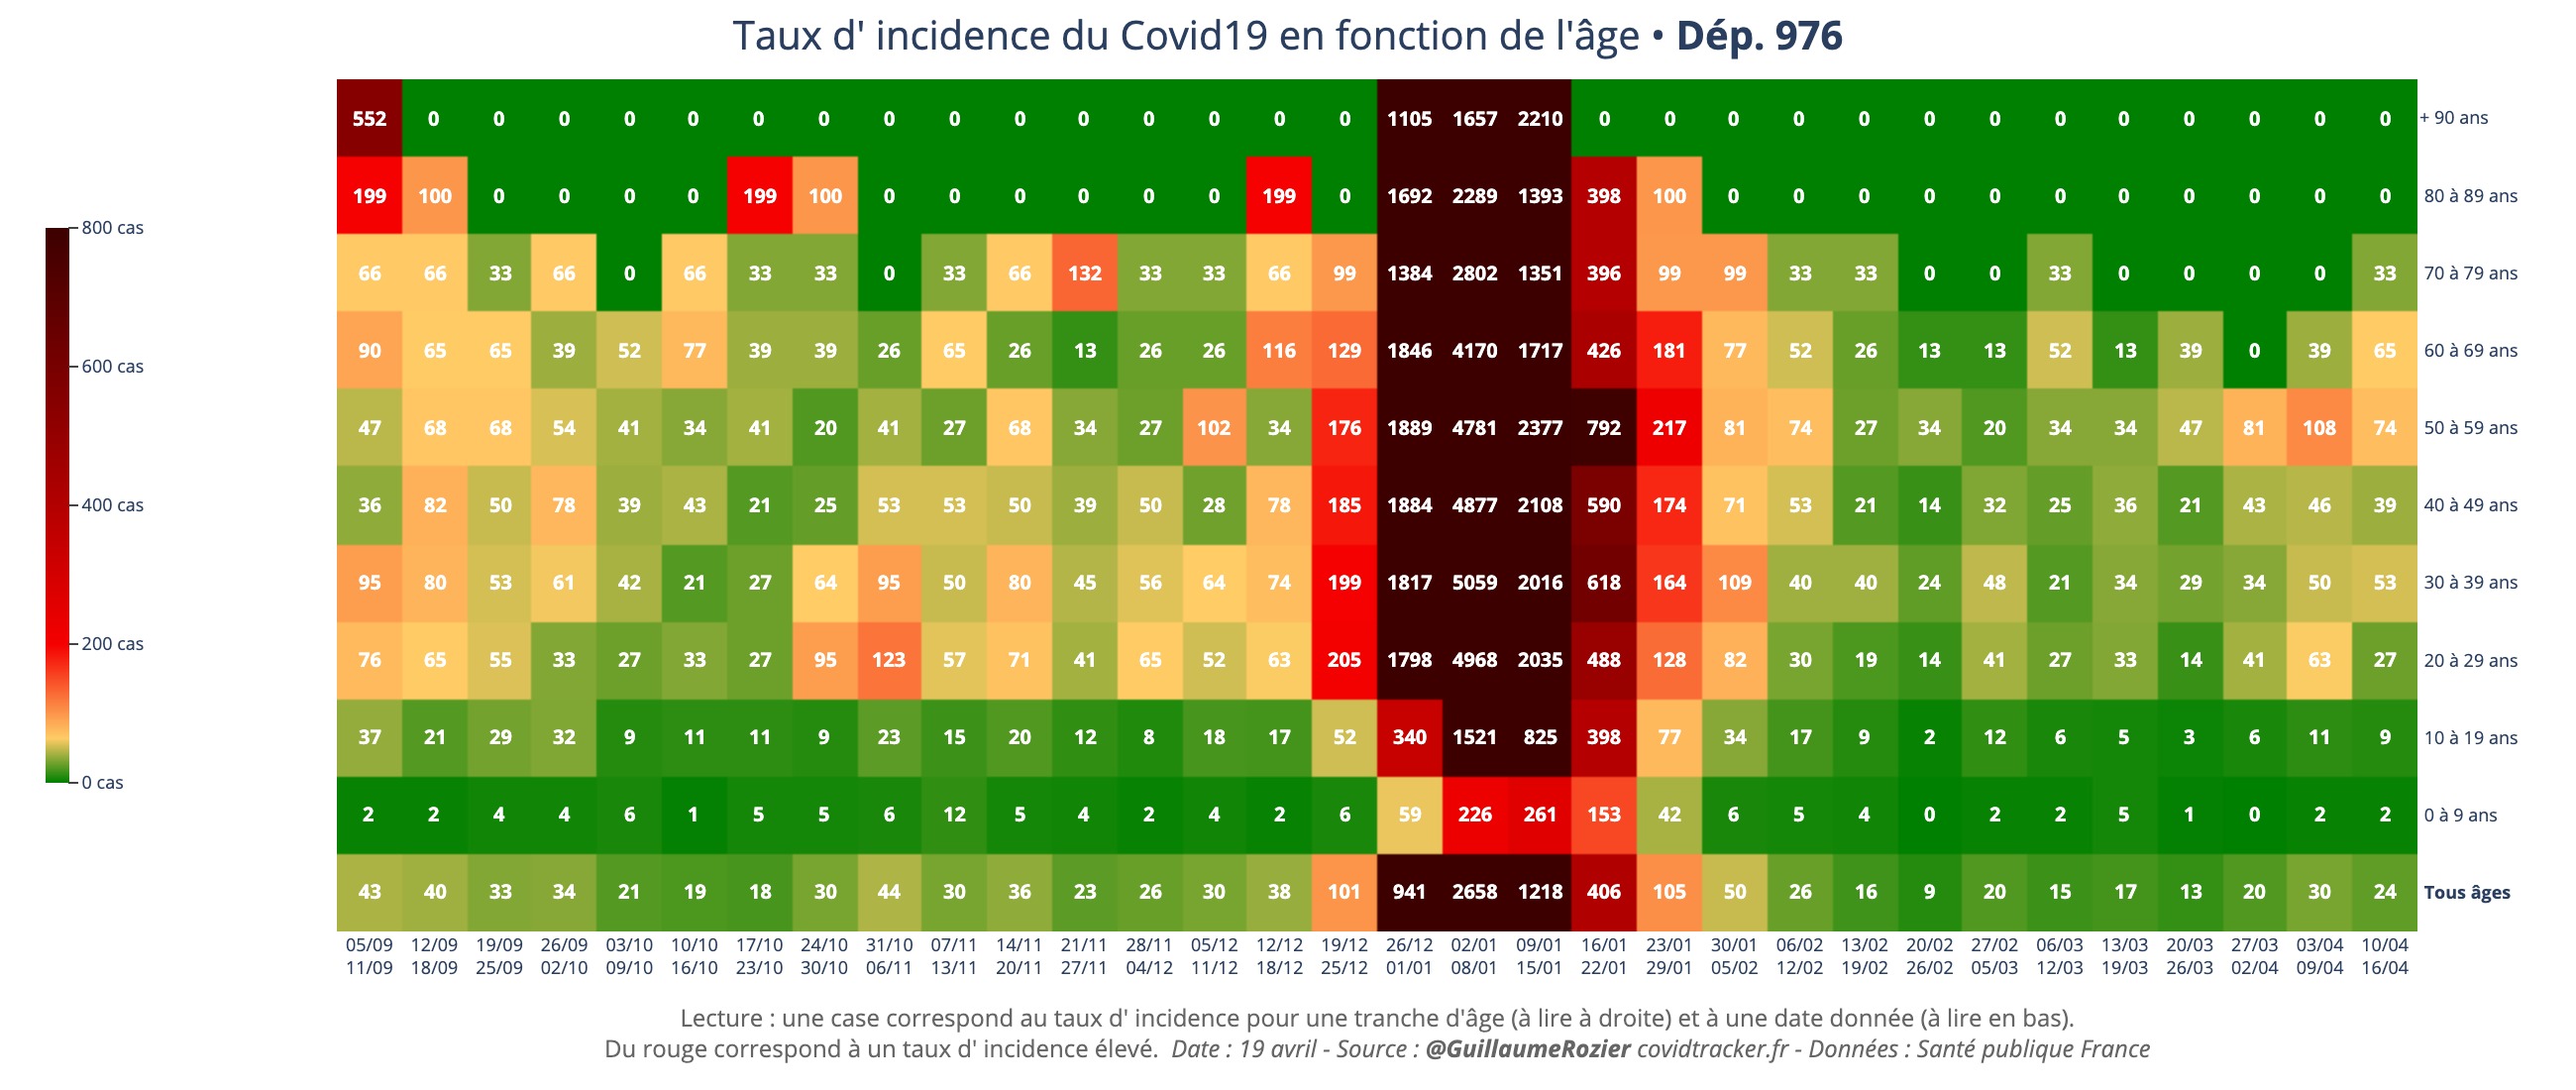 Taux d' incidence du Covid19 en fonction de l'âge • Dép. 976
800 cas
600 cas
400 cas
200 cas
0 cas
552 0 0 0 0 0 0 0 0 0 0 0 0 0 0 0 1105 1657 2210 0 0 0 0 0 0 0 0 0 0 0 0 0 + 90 ans
199 100 0 0 0 0 199 100 0 0 0 0 0 0 199 0 1692 2289 1393 398 100 0 0 0 0 0 0 0 0 0 0 0 80 à 89 ans
66 66 33 66 0 66 33 33 0 33 66 132 33 33 66 99 1384 2802 1351 396 99 99 33 33 0 0 33 0 0 0 0 33 70 à 79 ans
90 65 65 39 52 77 39 39 26 65 26 13 26 26 116 129 1846 4170 1717 426 181 77 52 26 13 13 52 13 39 0 39 65 60 à 69 ans
47 68 68 54 41 34 41 20 41 27 68 34 27 102 34 176 1889 4781 2377 792 217 81 74 27 34 20 34 34 47 81 108 74 50 à 59 ans
36 82 50 78 39 43 21 25 53 53 50 39 50 28 78 185 1884 4877 2108 590 174 71 53 21 14 32 25 36 21 43 46 39 40 à 49 ans
95 80 53 61 42 21 27 64 95 50 80 45 56 64 74 199 1817 5059 2016 618 164 109 40 40 24 48 21 34 29 34 50 53 30 à 39 ans
76 65 55 33 27 33 27 95 123 57 71 41 65 52 63 205 1798 4968 2035 488 128 82 30 19 14 41 27 33 14 41 63 27 20 à 29 ans
37 21 29 32 9 11 11 9 23 15 20 12 8 18 17 52 340 1521 825 398 77 34 17 9 2 12 6 5 3 6 11 9 10 à 19 ans
2 2 4 4 6 1 5 5 6 12 5 4 2 4 2 6 59 226 261 153 42 6 5 4 0 2 2 5 1 0 2 2 0 à 9 ans
43 40 33 34 21 19 18 30 44 30 36 23 26 30 38 101 941 2658 1218 406 105 50 26 16 9 20 15 17 13 20 30 24 Tous âges
05/09 12/09 19/09 26/09 03/10 10/10 17/10 24/10 31/10 07/11 14/11 21/11 28/11 05/12 12/12 19/12 26/12 02/01 09/01 16/01 23/01 30/01 06/02 13/02 20/02 27/02 06/03 13/03 20/03 27/03 03/04 10/04
11/09 18/09 25/09 02/10 09/10 16/10 23/10 30/10 06/11 13/11 20/11 27/11 04/12 11/12 18/12 25/12 01/01 08/01 15/01 22/01 29/01 05/02 12/02 19/02 26/02 05/03 12/03 19/03 26/03 02/04 09/04 16/04
Lecture : une case correspond au taux d' incidence pour une tranche d'âge (à lire à droite) et à une date donnée (à lire en bas).
Du rouge correspond à un taux d' incidence élevé. Date : 19 avril - Source : @GuillaumeRozier covidtracker.fr - Données : Santé publique France